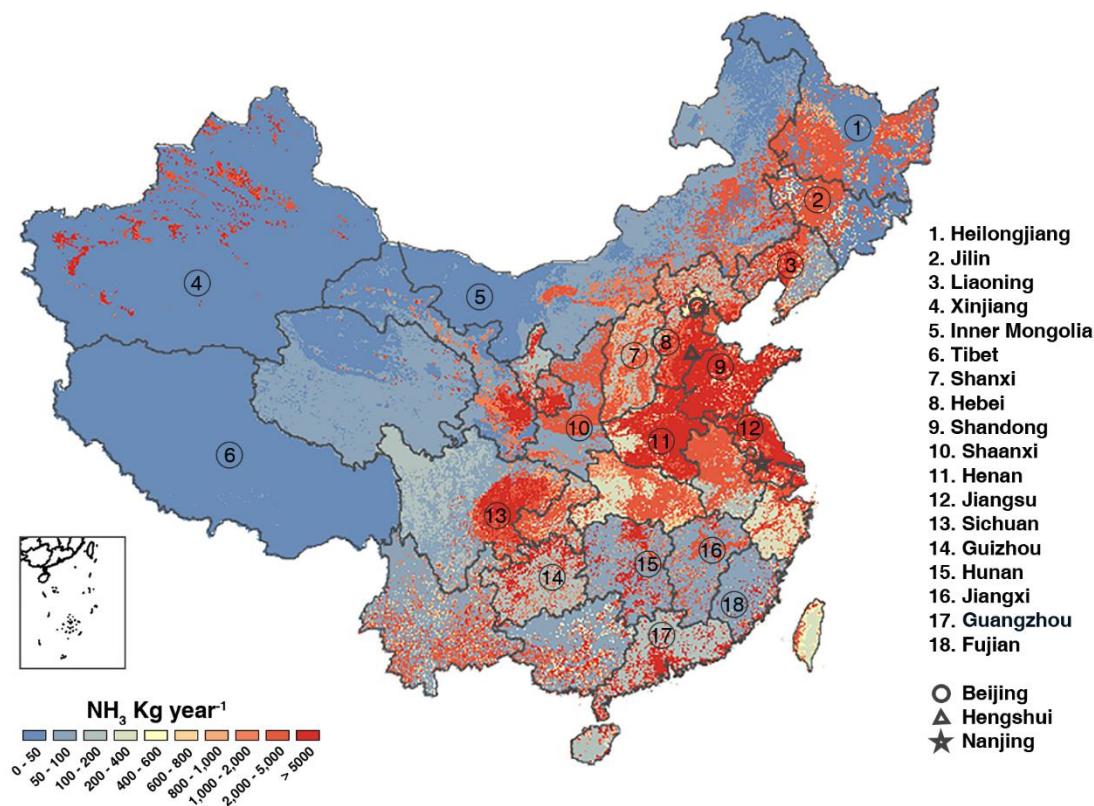 1
2
3
4
5
6
7
8
9
10
11
12
13
14
15
16
17
18
1. Heilongjiang
2. Jilin
3. Liaoning
4. Xinjiang
5. Inner Mongolia
6. Tibet
7. Shanxi
8. Hebei
9. Shandong
10. Shaanxi
11. Henan
12. Jiangsu
13. Sichuan
14. Guizhou
15. Hunan
16. Jiangxi
17. Guangzhou
18. Fujian
Beijing
Hengshui
Nanjing
NH₃ Kg year⁻¹
0 - 50
50 - 100
100 - 200
200 - 400
400 - 600
600 - 800
800 - 1,000
1,000 - 2,000
2,000 - 5,000
> 5000